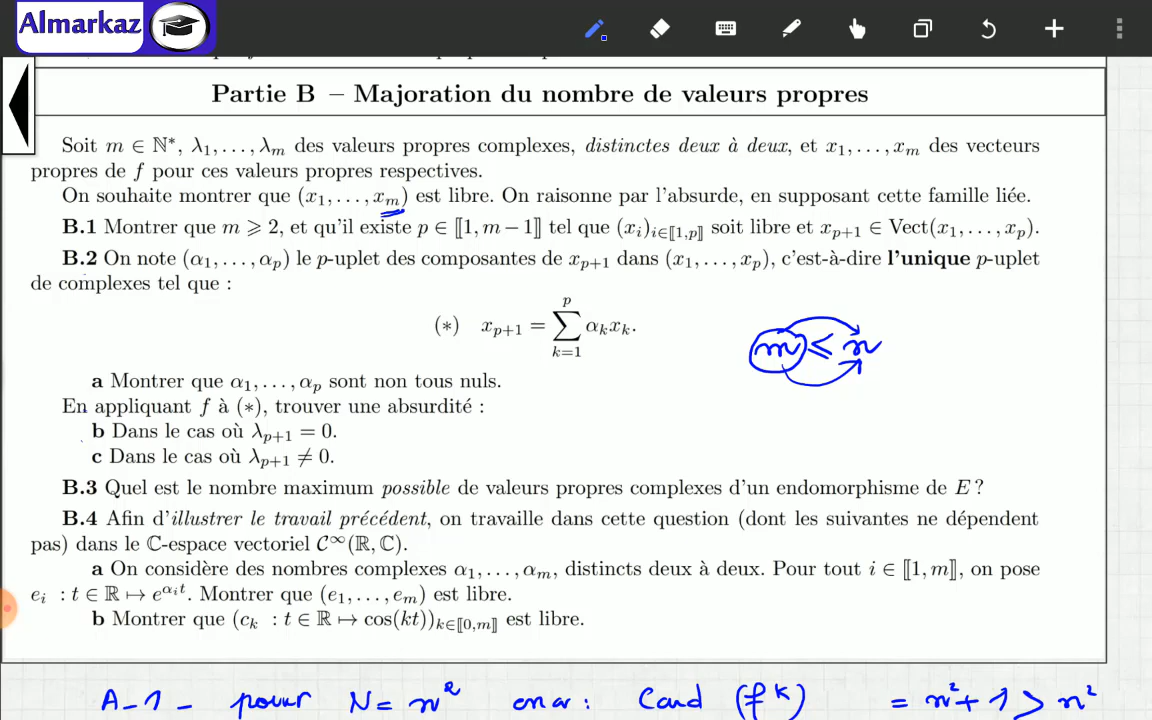 Almarkaz
Partie B – Majoration du nombre de valeurs propres
Soit m ∈ ℕ*, λ₁, . . . , λₘ des valeurs propres complexes, distinctes deux à deux, et x₁, . . . , xₘ des vecteurs
propres de f pour ces valeurs propres respectives.
On souhaite montrer que (x₁, . . . , xₘ) est libre. On raisonne par l'absurde, en supposant cette famille liée.
B.1 Montrer que m ⩾ 2, et qu'il existe p ∈ ⟦1, m − 1⟧ tel que (xᵢ)_{i∈⟦1,p⟧} soit libre et x_{p+1} ∈ Vect(x₁, . . . , xₚ).
B.2 On note (α₁, . . . , αₚ) le p-uplet des composantes de x_{p+1} dans (x₁, . . . , xₚ), c'est-à-dire l'unique p-uplet
de complexes tel que :
(∗) x_{p+1} = ∑_{k=1}^{p} αₖxₖ.
m ≤ n
a Montrer que α₁, . . . , αₚ sont non tous nuls.
En appliquant f à (∗), trouver une absurdité :
b Dans le cas où λ_{p+1} = 0.
c Dans le cas où λ_{p+1} ≠ 0.
B.3 Quel est le nombre maximum possible de valeurs propres complexes d'un endomorphisme de E ?
B.4 Afin d'illustrer le travail précédent, on travaille dans cette question (dont les suivantes ne dépendent
pas) dans le ℂ-espace vectoriel 𝒞^∞(ℝ, ℂ).
a On considère des nombres complexes α₁, . . . , αₘ, distincts deux à deux. Pour tout i ∈ ⟦1, m⟧, on pose
eᵢ : t ∈ ℝ ↦ e^{αᵢt}. Montrer que (e₁, . . . , eₘ) est libre.
b Montrer que (cₖ : t ∈ ℝ ↦ cos(kt))_{k∈⟦0,m⟧} est libre.
A-1- pour N = n² on a : Card (f^k) = n²+1 > n²